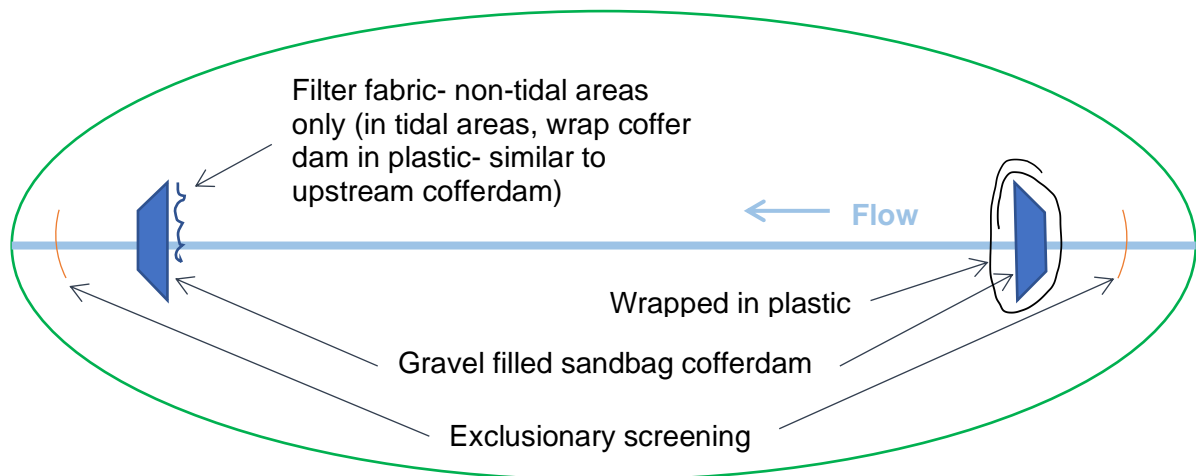 Filter fabric- non-tidal areas
only (in tidal areas, wrap coffer
dam in plastic- similar to
upstream cofferdam)
Flow
Wrapped in plastic
Gravel filled sandbag cofferdam
Exclusionary screening